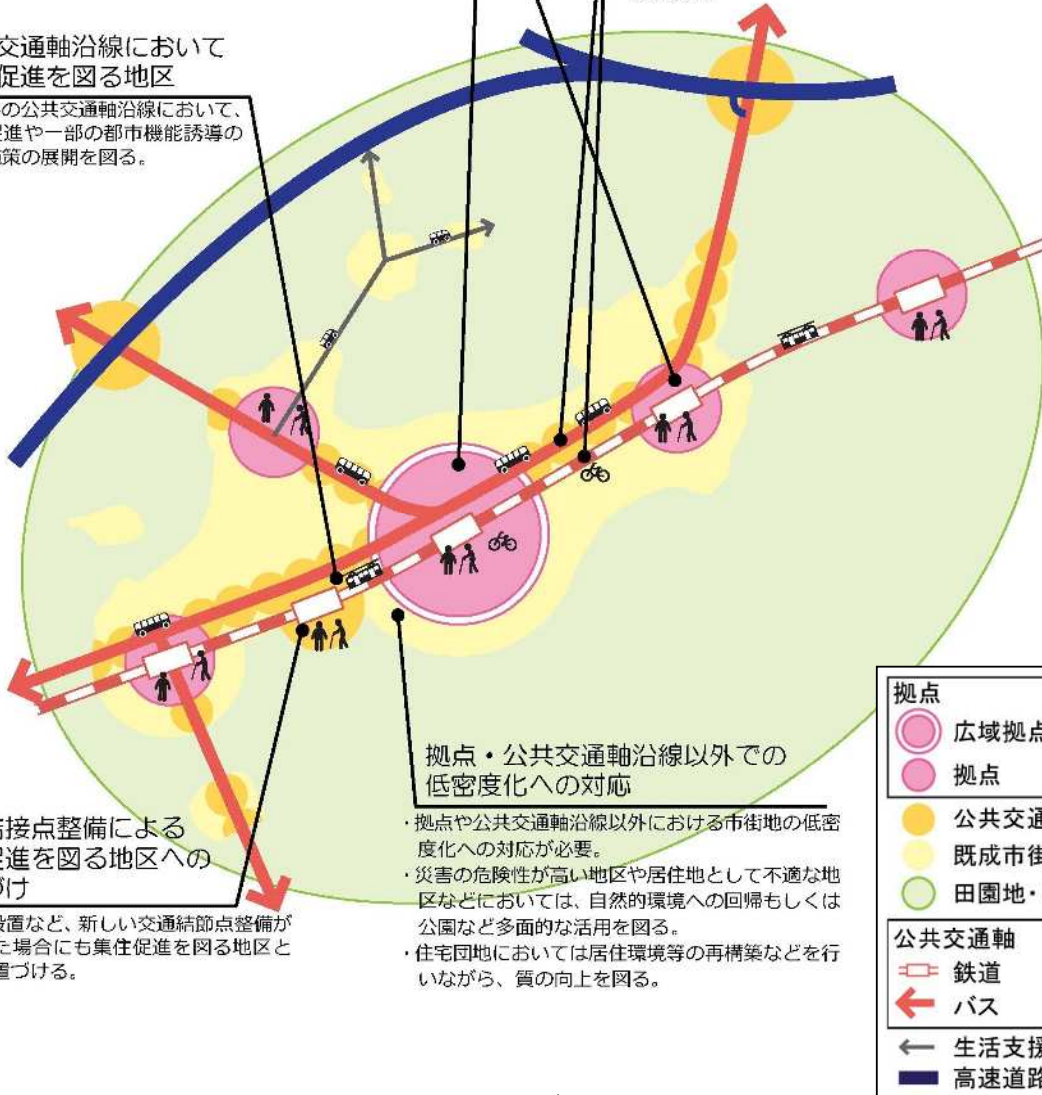 交通軸沿線において
促進を図る地区
の公共交通軸沿線において、
進や一部の都市機能誘導の
策の展開を図る。
拠点・公共交通軸沿線以外での
低密度化への対応
・拠点や公共交通軸沿線以外における市街地の低密
度化への対応が必要。
・災害の危険性が高い地区や居住地として不適な地
区などにおいては、自然的環境への回帰もしくは
公園など多面的な活用を図る。
・住宅団地においては居住環境等の再構築などを行
いながら、質の向上を図る。
接点整備による
進を図る地区への
づけ
設置など、新しい交通結節点整備が
た場合にも集住促進を図る地区と
置づける。
拠点
広域拠点
拠点
公共交通
既成市街
田園地・
公共交通軸
鉄道
バス
生活支援
高速道路